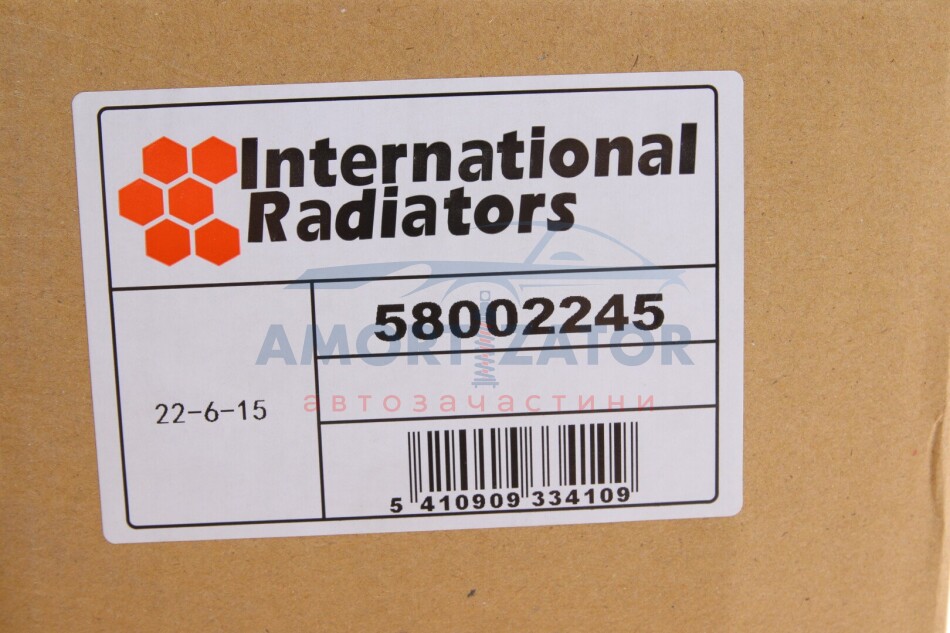 International
Radiators
58002245
AMORTIZATOR
автозачастини
22-6-15
5 410909 334109